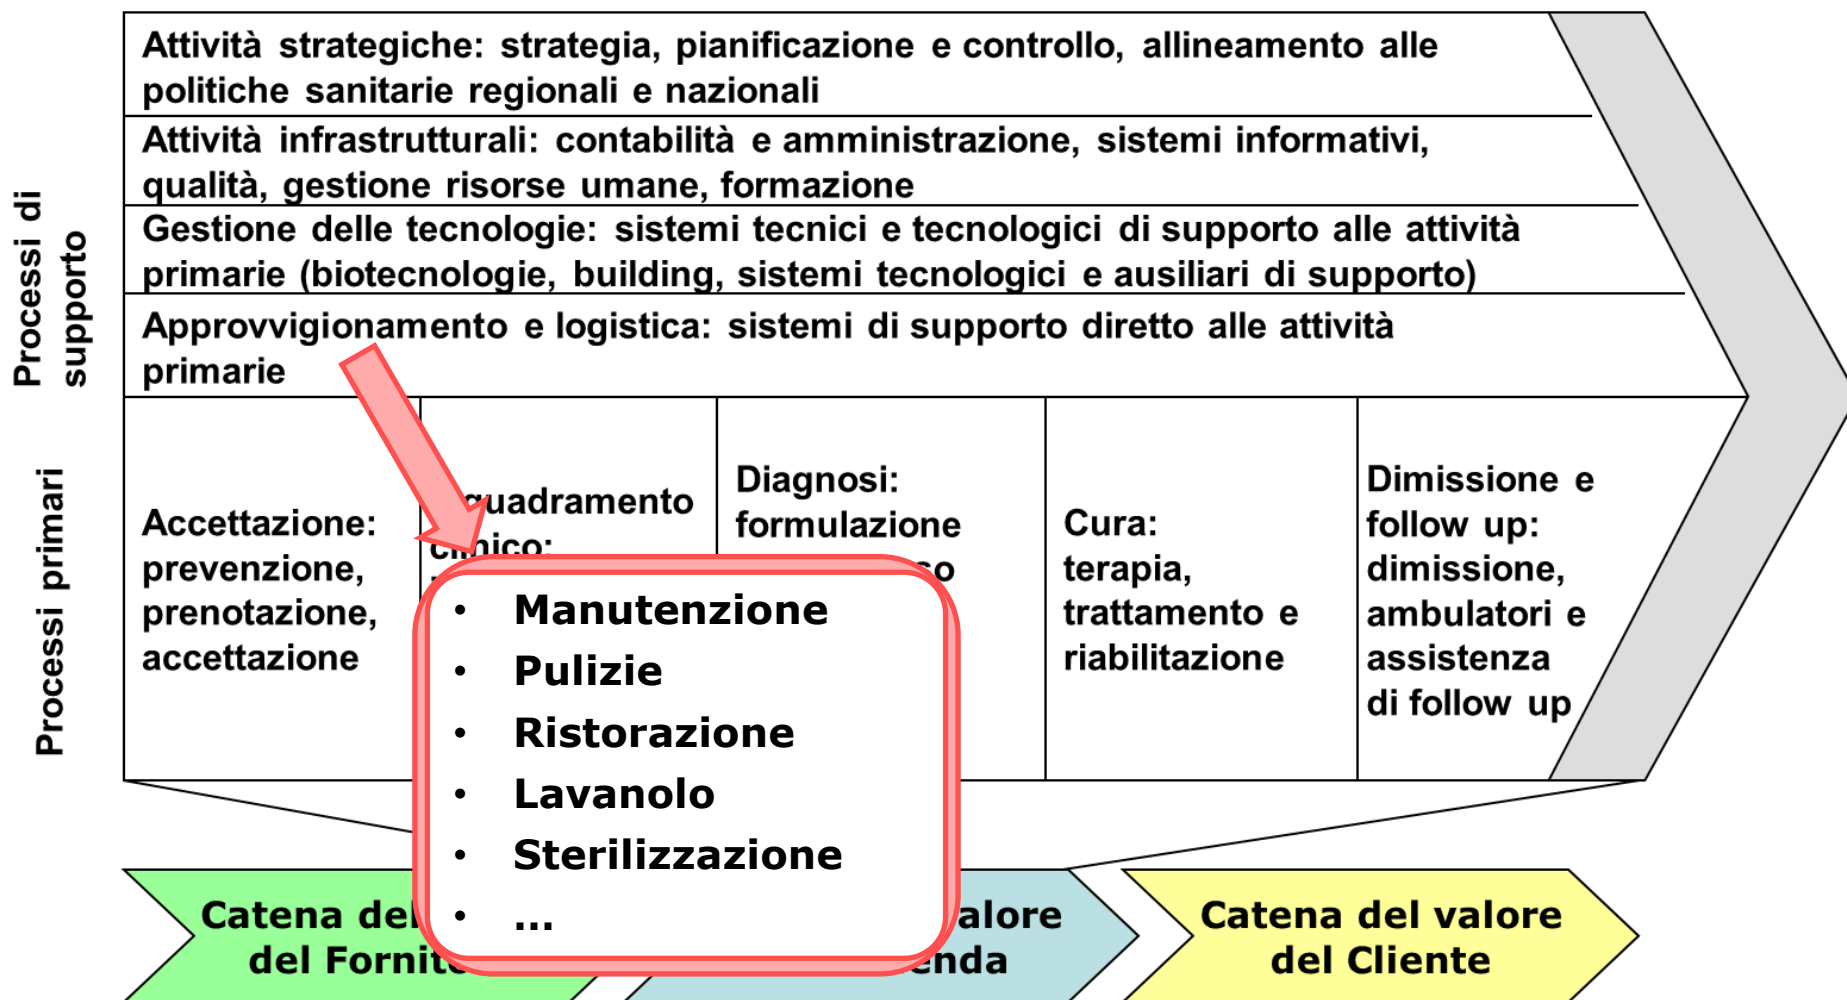 Attività strategiche: strategia, pianificazione e controllo, allineamento alle
politiche sanitarie regionali e nazionali
Attività infrastrutturali: contabilità e amministrazione, sistemi informativi,
qualità, gestione risorse umane, formazione
Gestione delle tecnologie: sistemi tecnici e tecnologici di supporto alle attività
primarie (biotecnologie, building, sistemi tecnologici e ausiliari di supporto)
Approvvigionamento e logistica: sistemi di supporto diretto alle attività
primarie
Processi di
supporto
Processi primari
Accettazione:
prevenzione,
prenotazione,
accettazione
Diagnosi:
formulazione
Cura:
terapia,
trattamento e
riabilitazione
Dimissione e
follow up:
dimissione,
ambulatori e
assistenza
di follow up
• Manutenzione
• Pulizie
• Ristorazione
• Lavanolo
• Sterilizzazione
• ...
Catena del
del
Catena del valore
del Cliente